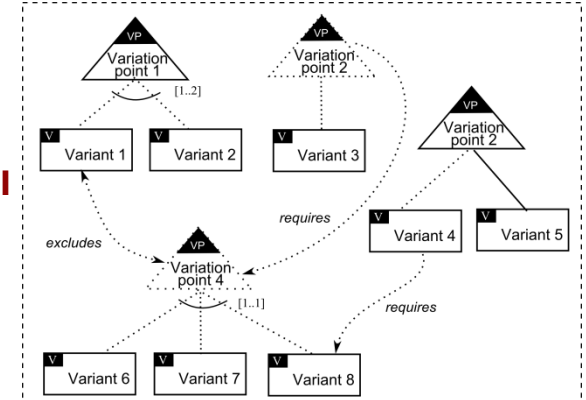 VP
Variation
point 1
[1..2]
V
Variant 1
V
Variant 2
VP
Variation
point 2
V
Variant 3
VP
Variation
point 2
V
Variant 4
V
Variant 5
excludes
requires
VP
Variation
point 4
[1..1]
requires
V
Variant 6
V
Variant 7
V
Variant 8